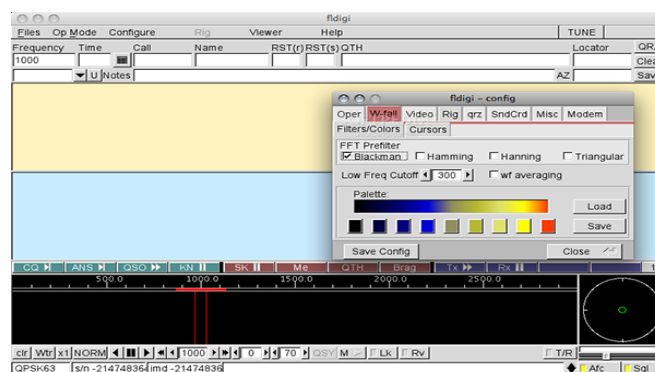 fldigi
Files Op Mode Configure Rig Viewer Help TUNE
Frequency Time Call Name RST(r) RST(s) QTH Locator QR
1000 Clea
U Notes AZ Sav
fldigi - config
Oper W-fall Video Rig qrz SndCrd Misc Modem
Filters/Colors Cursors
FFT Prefilter
Blackman Hamming Hanning Triangular
Low Freq Cutoff 300 wf averaging
Palette:
Load
Save
Save Config Close
CQ ANS QSO KN SK Me QTH Brag Tx Rx 1
500.0 1000.0 1500.0 2000.0 2500.0
clr Wtr x1 NORM 1000 0 70 QSY M Lk Rv T/R
QPSK63 s/n -21474836 imd -21474836 Afc Sql